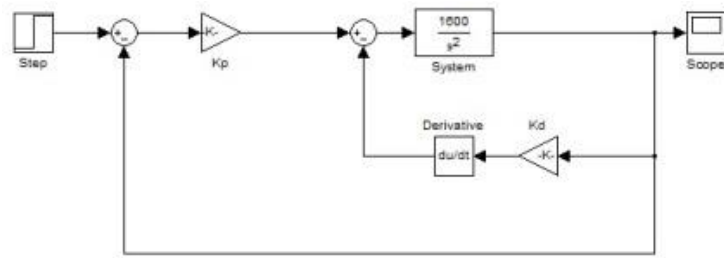 Step
+
-
-K-
Kp
+
-
1600
s²
System
Scope
Derivative
du/dt
Kd
-K-